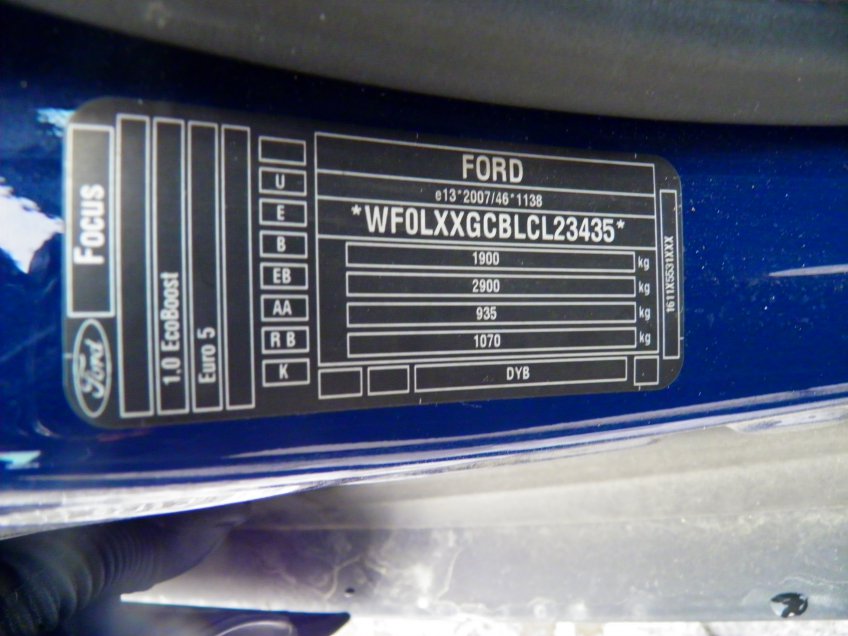 Ford
Focus
1.0 EcoBoost
Euro 5
U
E
B
EB
AA
R B
K
FORD
e13*2007/46*1138
*WF0LXXGCBLCL23435*
1900 kg
2900 kg
935 kg
1070 kg
DYB
1611X5531XXX